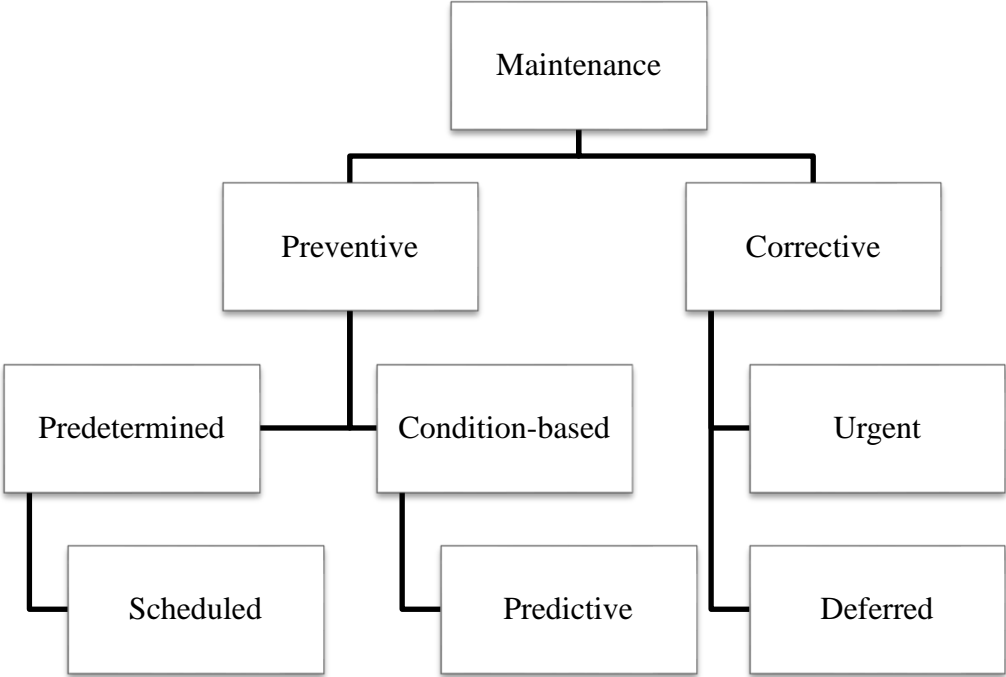 Maintenance
Preventive
Corrective
Predetermined
Condition-based
Urgent
Scheduled
Predictive
Deferred